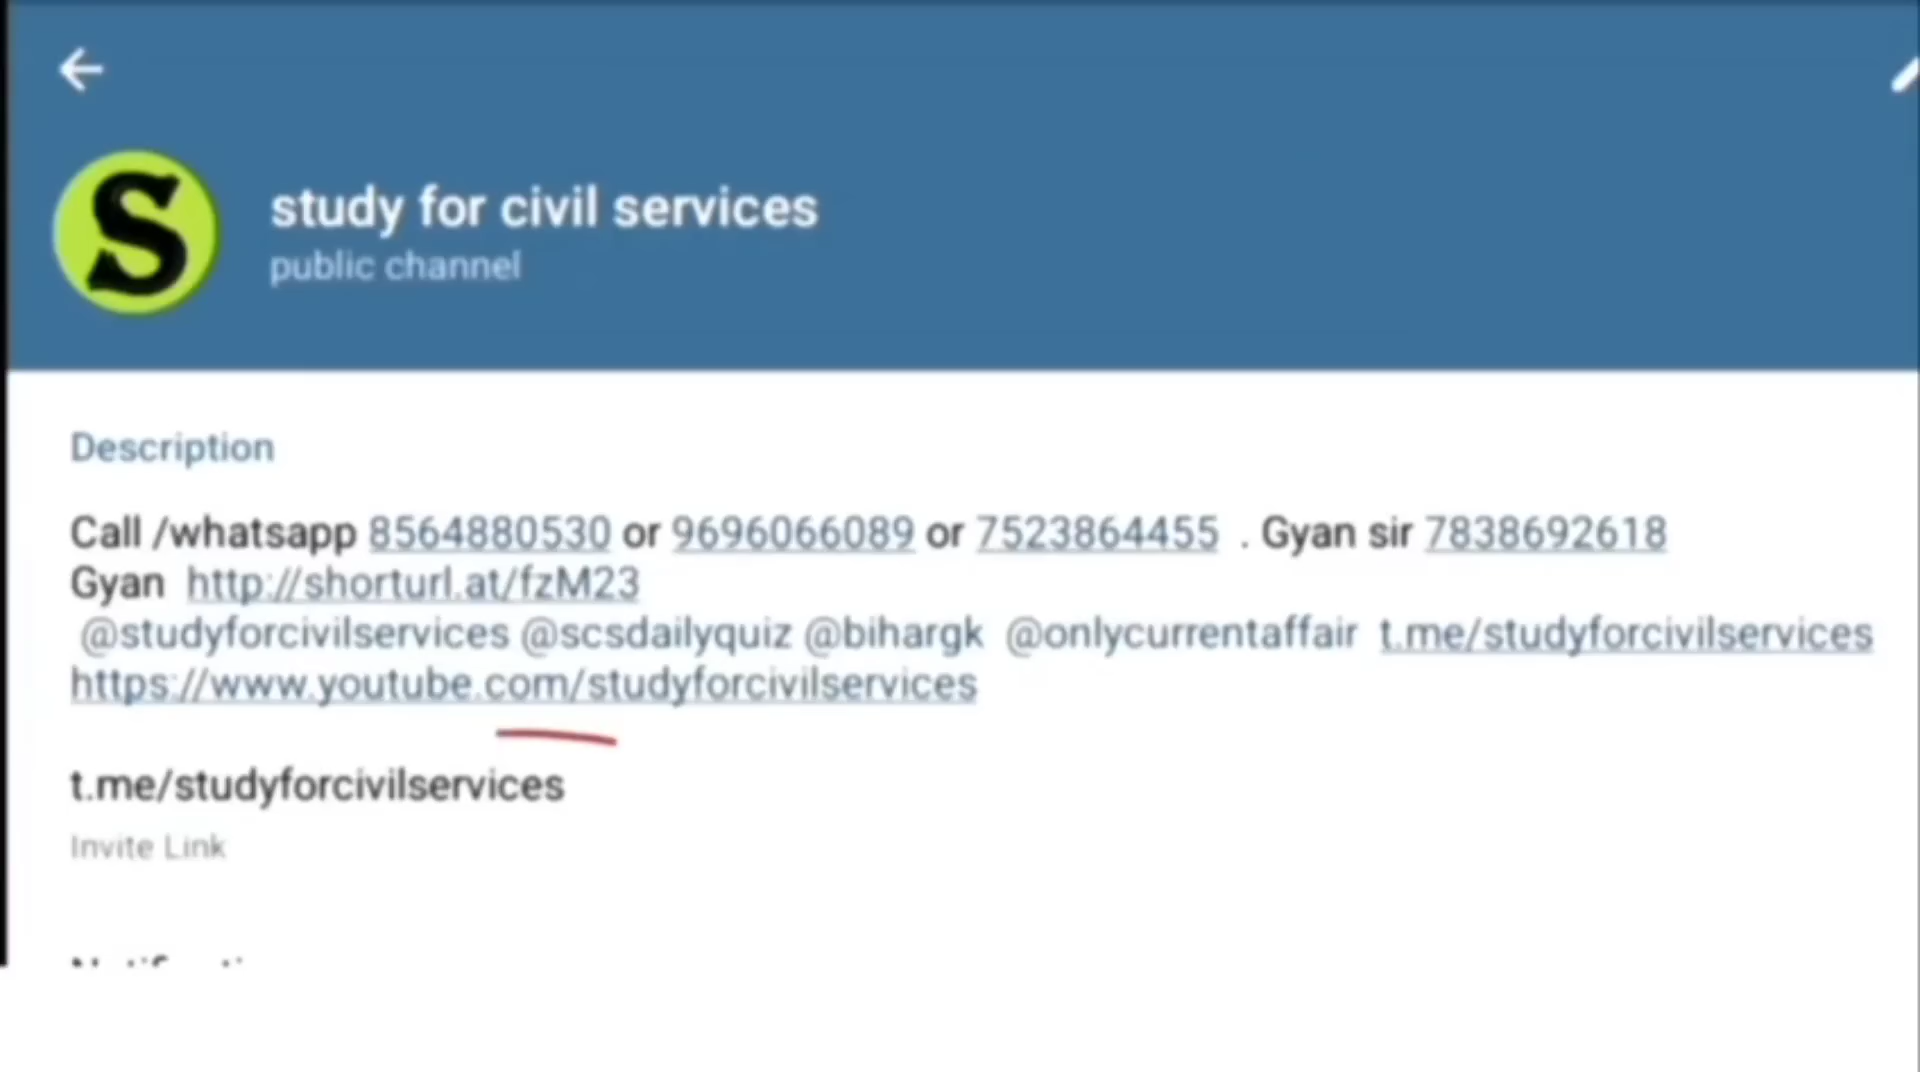 S
study for civil services
public channel
Description
Call /whatsapp 8564880530 or 9696066089 or 7523864455 . Gyan sir 7838692618
Gyan http://shorturl.at/fzM23
@studyforcivilservices @scsdailyquiz @bihargk @onlycurrentaffair t.me/studyforcivilservices
https://www.youtube.com/studyforcivilservices
t.me/studyforcivilservices
Invite Link